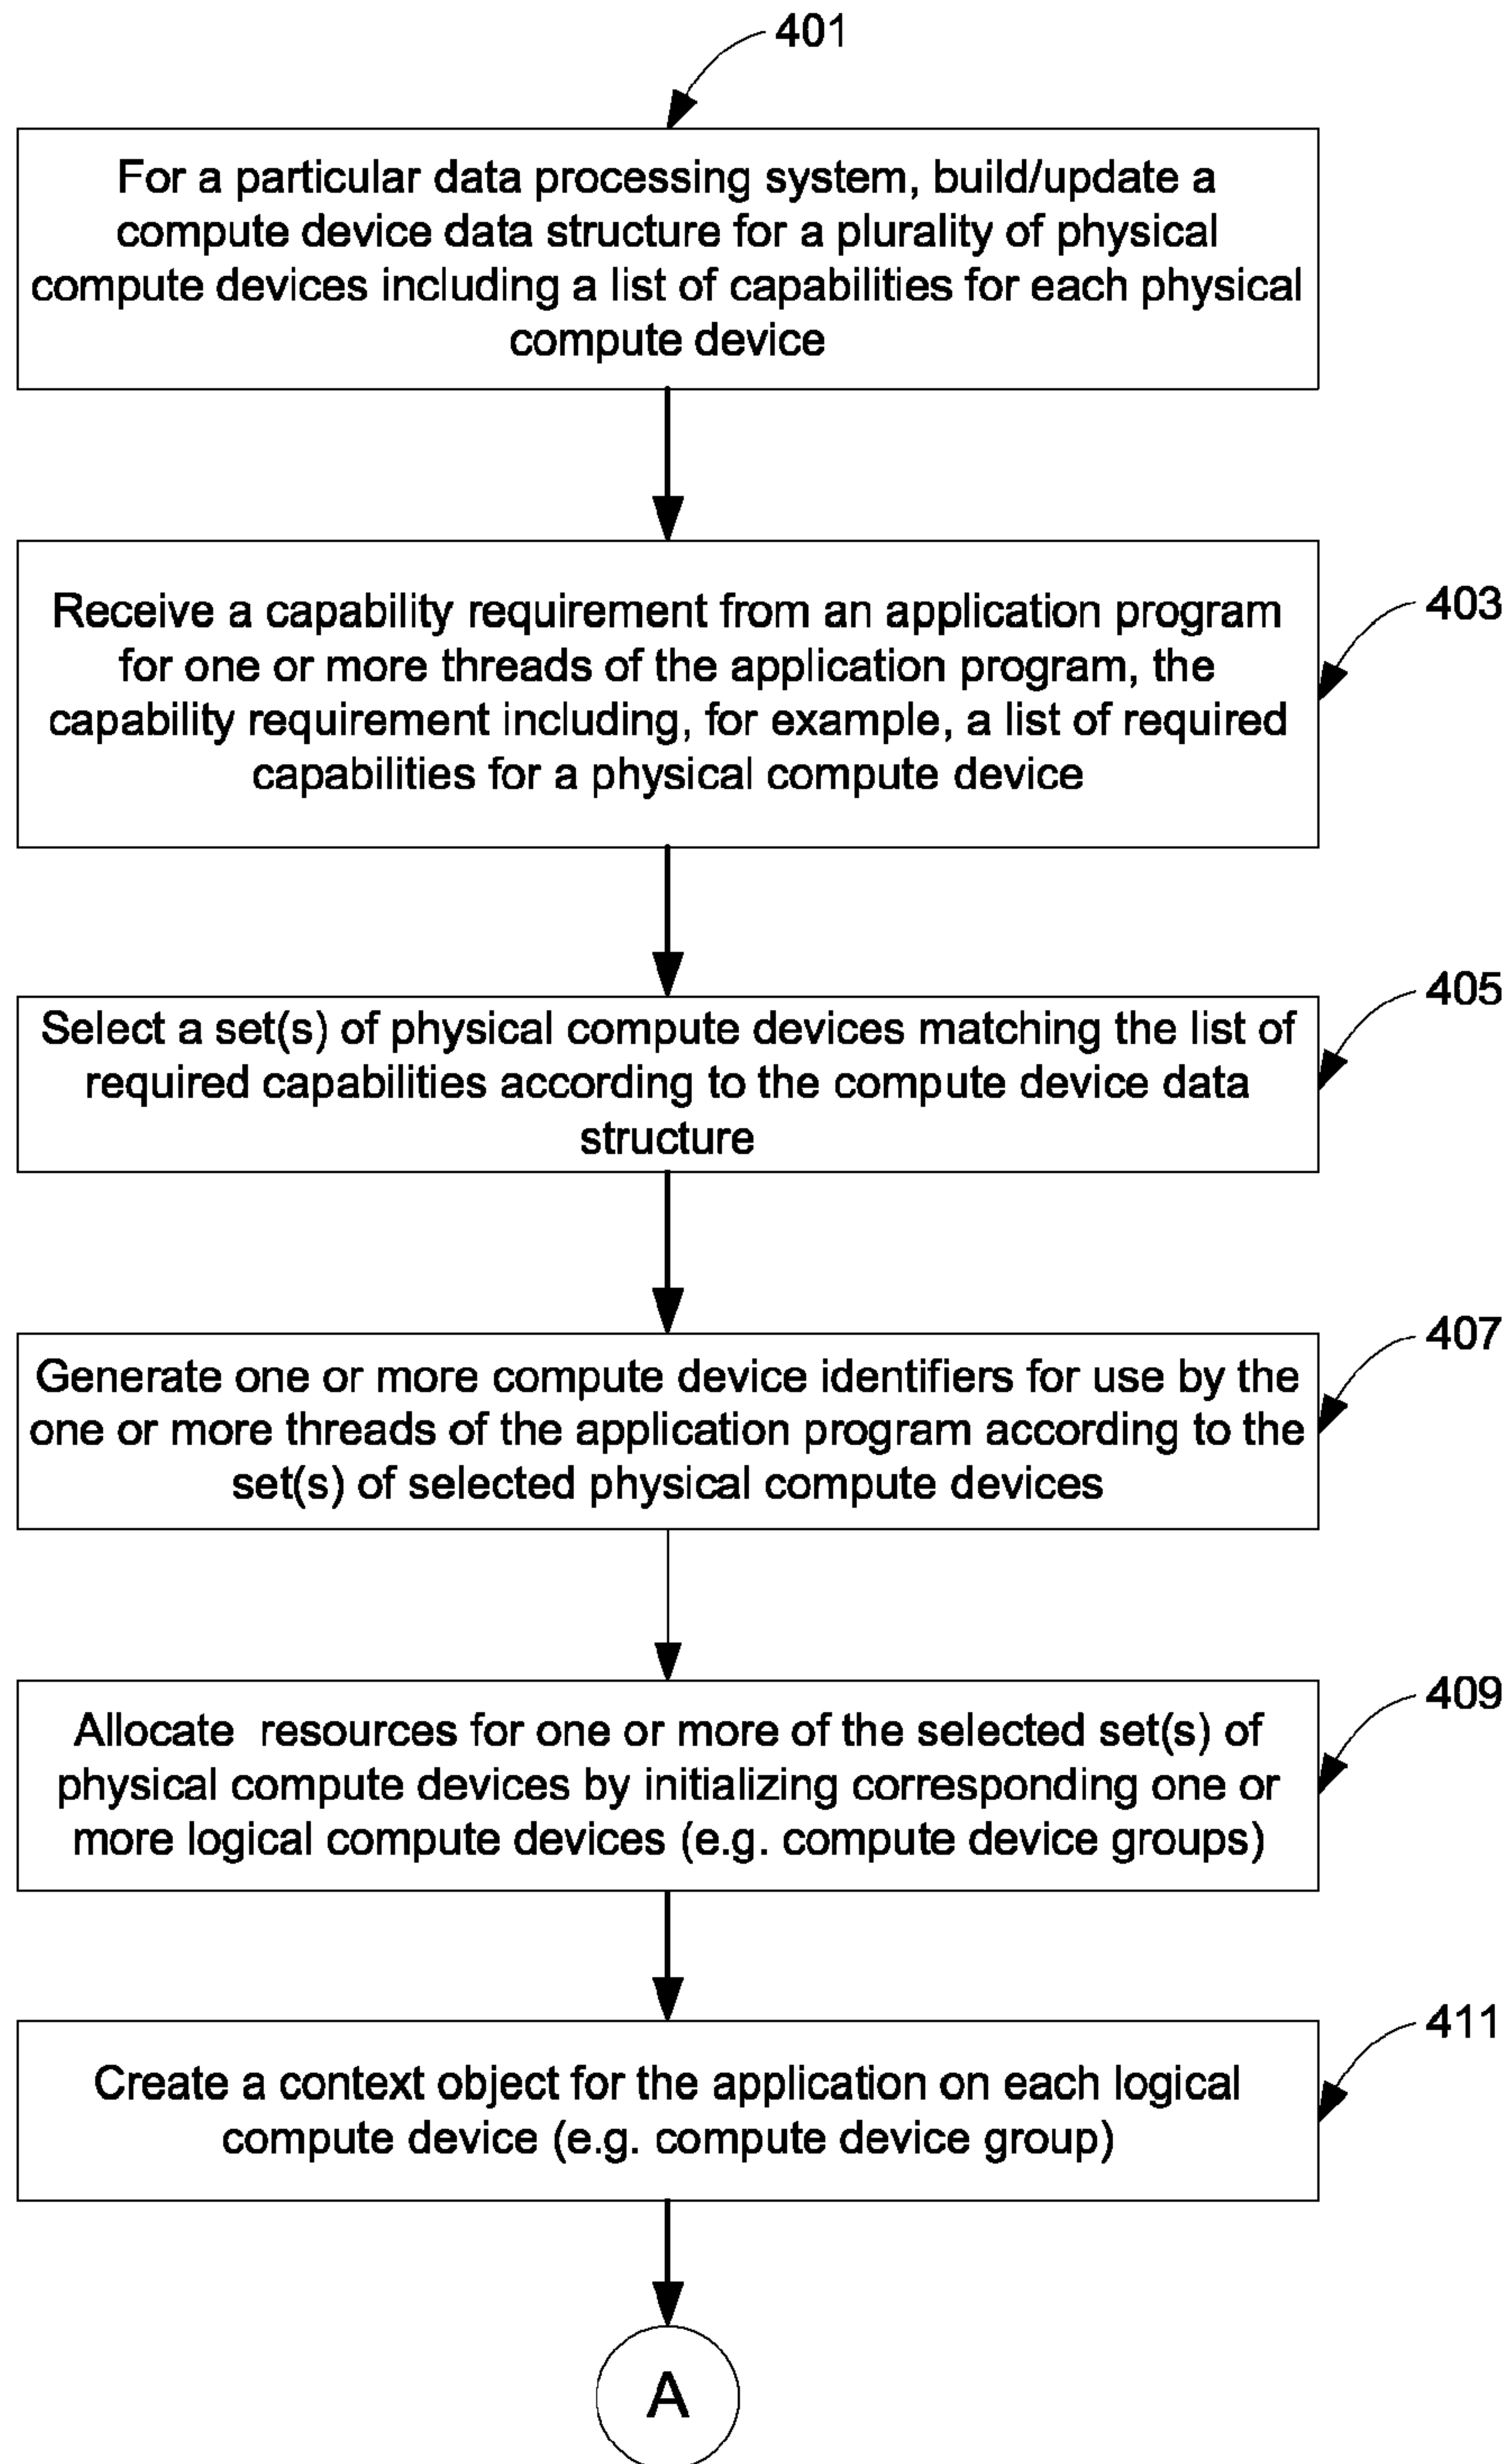 401
For a particular data processing system, build/update a
compute device data structure for a plurality of physical
compute devices including a list of capabilities for each physical
compute device
Receive a capability requirement from an application program
for one or more threads of the application program, the
capability requirement including, for example, a list of required
capabilities for a physical compute device
403
Select a set(s) of physical compute devices matching the list of
required capabilities according to the compute device data
structure
405
Generate one or more compute device identifiers for use by the
one or more threads of the application program according to the
set(s) of selected physical compute devices
407
Allocate resources for one or more of the selected set(s) of
physical compute devices by initializing corresponding one or
more logical compute devices (e.g. compute device groups)
409
Create a context object for the application on each logical
compute device (e.g. compute device group)
411
A